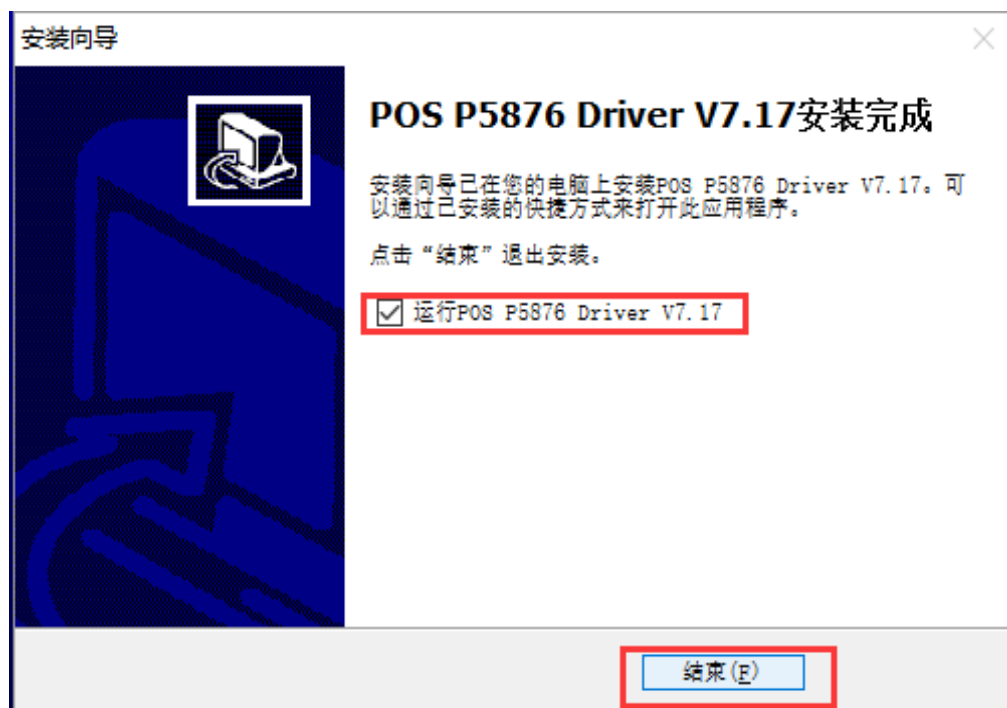 安装向导
POS P5876 Driver V7.17安装完成
安装向导已在您的电脑上安装POS P5876 Driver V7.17。可
以通过已安装的快捷方式来打开此应用程序。
点击“结束”退出安装。
运行POS P5876 Driver V7.17
结束(F)